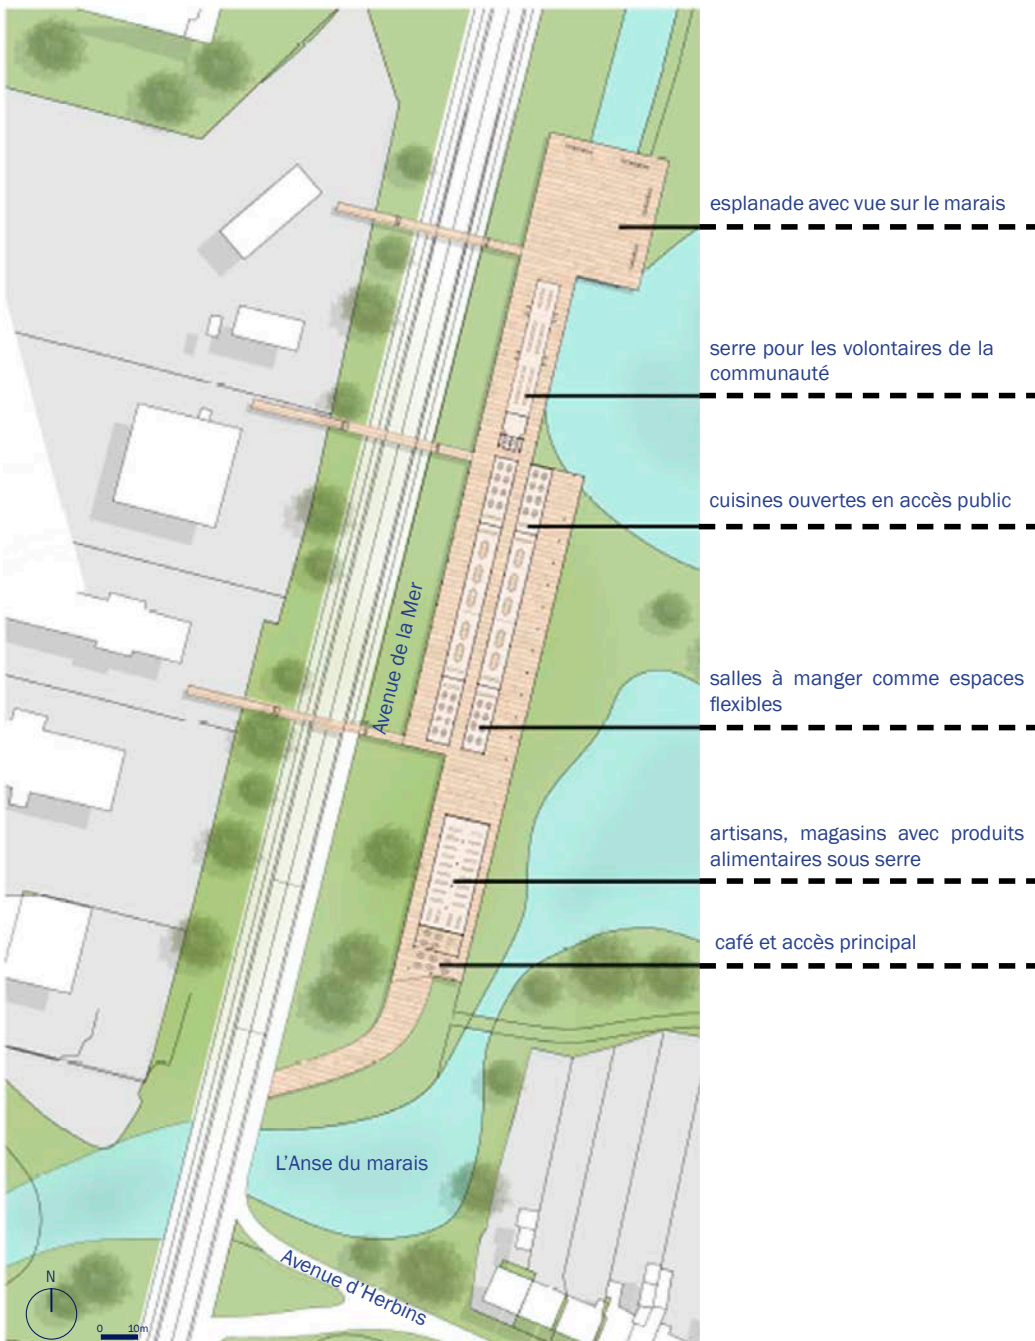 esplanade avec vue sur le marais
serre pour les volontaires de la
communauté
cuisines ouvertes en accès public
Avenue de la Mer
salles à manger comme espaces
flexibles
artisans, magasins avec produits
alimentaires sous serre
café et accès principal
L'Anse du marais
Avenue d'Herbins
N
0 10m